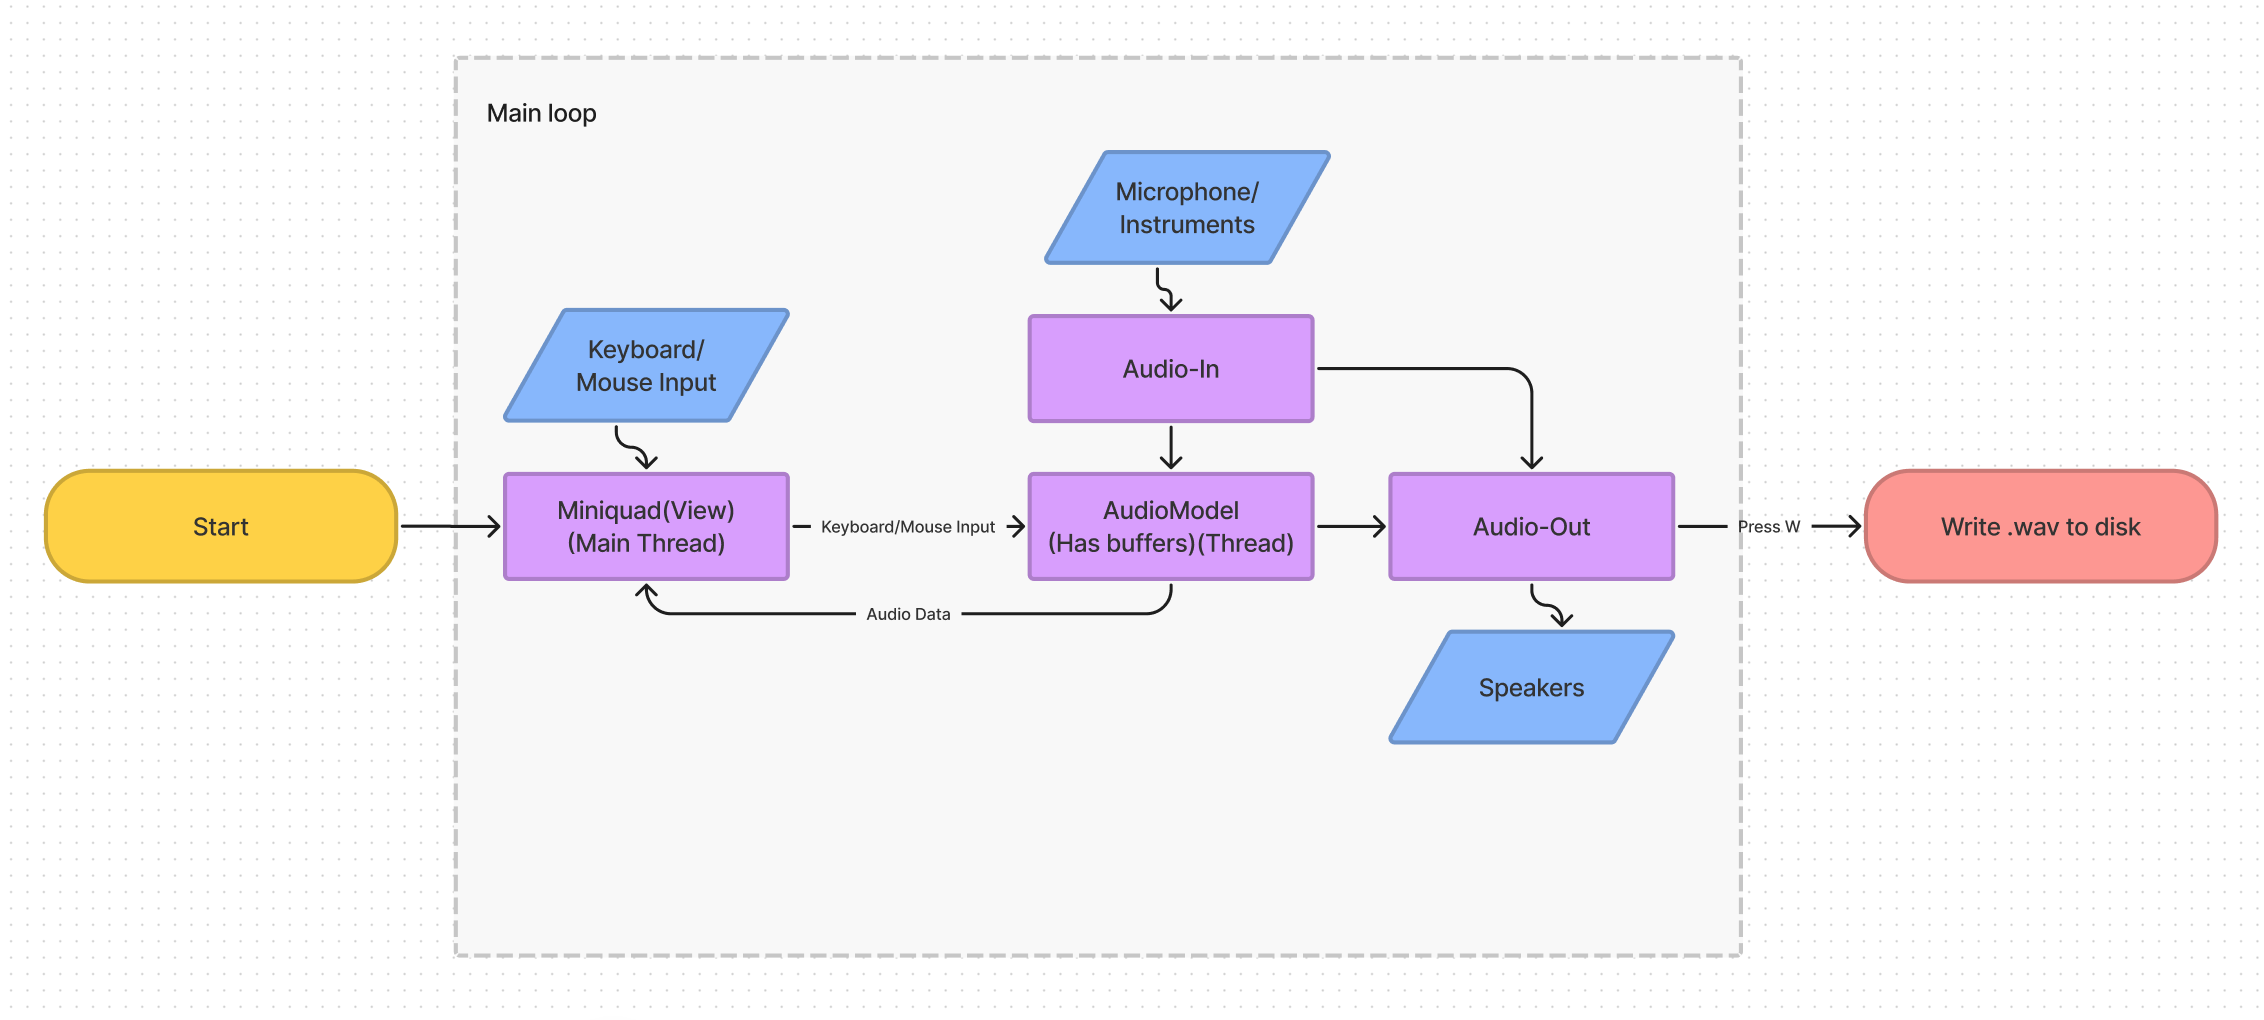 Main loop
Microphone/
Instruments
Keyboard/
Mouse Input
Audio-In
Start
Miniquad(View)
(Main Thread)
Keyboard/Mouse Input
AudioModel
(Has buffers)(Thread)
Audio-Out
Press W
Write .wav to disk
Audio Data
Speakers